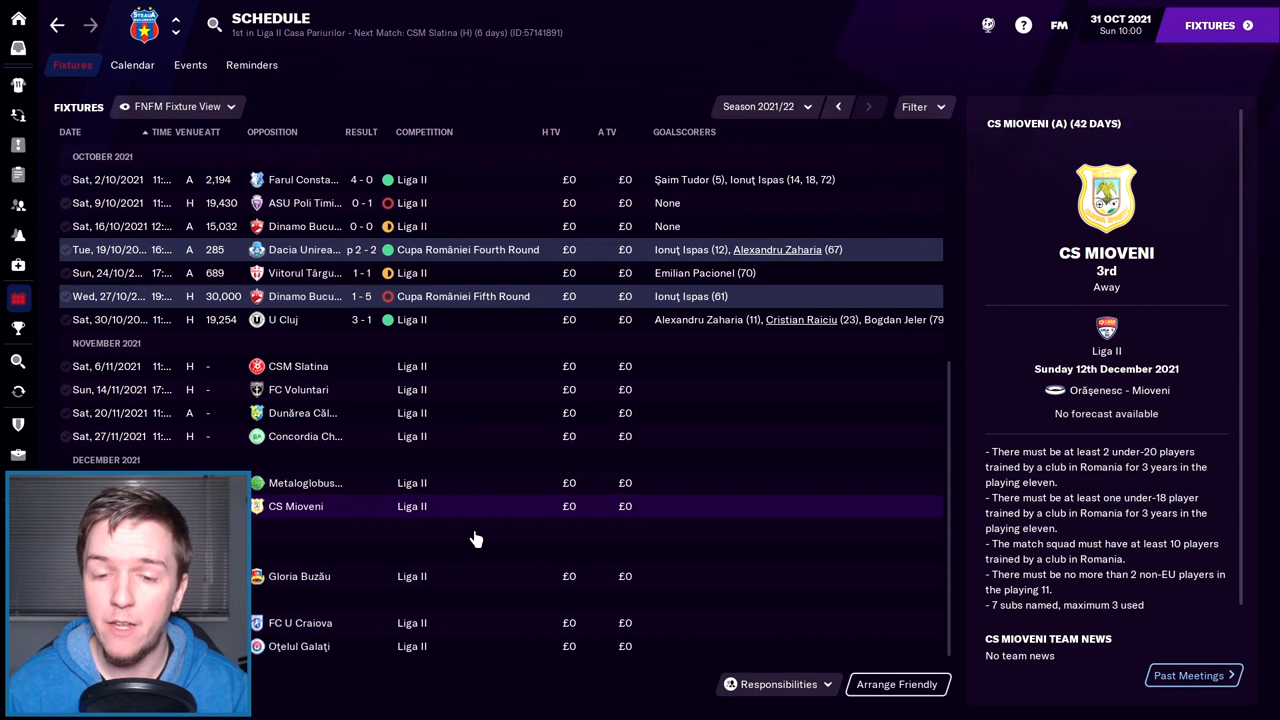 SCHEDULE
1st in Liga II Casa Pariurilor - Next Match: CSM Slatina (H) (6 days) (ID:57141891)
FM
31 OCT 2021
Sun 10:00
FIXTURES
Fixtures Calendar Events Reminders
FIXTURES FNFM Fixture View Season 2021/22 Filter
DATE TIME VENUE ATT OPPOSITION RESULT COMPETITION H TV A TV GOALSCORERS
OCTOBER 2021
Sat, 2/10/2021 11:... A 2,194 Farul Consta... 4 - 0 Liga II £0 £0 Șaim Tudor (5), Ionuț Ispas (14, 18, 72)
Sat, 9/10/2021 11:... H 19,430 ASU Poli Timi... 0 - 1 Liga II £0 £0 None
Sat, 16/10/2021 12:... A 15,032 Dinamo Bucu... 0 - 0 Liga II £0 £0 None
Tue, 19/10/20... 16:... A 285 Dacia Unirea... p 2 - 2 Cupa României Fourth Round £0 £0 Ionuț Ispas (12), Alexandru Zaharia (67)
Sun, 24/10/2... 17:... A 689 Viitorul Târgu... 1 - 1 Liga II £0 £0 Emilian Pacionel (70)
Wed, 27/10/2... 19:... H 30,000 Dinamo Bucu... 1 - 5 Cupa României Fifth Round £0 £0 Ionuț Ispas (61)
Sat, 30/10/20... 11:... H 19,254 U Cluj 3 - 1 Liga II £0 £0 Alexandru Zaharia (11), Cristian Raiciu (23), Bogdan Jeler (79
NOVEMBER 2021
Sat, 6/11/2021 11:... H - CSM Slatina Liga II £0 £0
Sun, 14/11/2021 17:... H - FC Voluntari Liga II £0 £0
Sat, 20/11/2021 11:... A - Dunărea Căl... Liga II £0 £0
Sat, 27/11/2021 11:... H - Concordia Ch... Liga II £0 £0
DECEMBER 2021
Metaloglobus... Liga II £0 £0
CS Mioveni Liga II £0 £0
Gloria Buzău Liga II £0 £0
FC U Craiova Liga II £0 £0
Oțelul Galați Liga II £0 £0
Responsibilities Arrange Friendly
CS MIOVENI (A) (42 DAYS)
CS MIOVENI
3rd
Away
Liga II
Sunday 12th December 2021
Orășenesc - Mioveni
No forecast available
- There must be at least 2 under-20 players
trained by a club in Romania for 3 years in the
playing eleven.
- There must be at least one under-18 player
trained by a club in Romania for 3 years in the
playing eleven.
- The match squad must have at least 10 players
trained by a club in Romania.
- There must be no more than 2 non-EU players in
the playing 11.
- 7 subs named, maximum 3 used
CS MIOVENI TEAM NEWS
No team news
Past Meetings